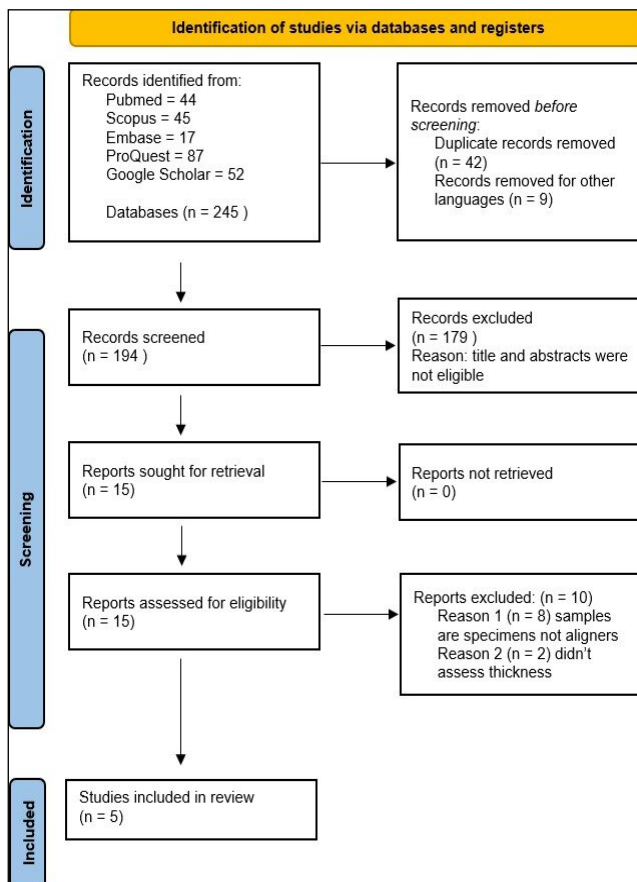 Identification of studies via databases and registers
Identification
Records identified from:
Pubmed = 44
Scopus = 45
Embase = 17
ProQuest = 87
Google Scholar = 52
Databases (n = 245 )
Records removed before
screening:
Duplicate records removed
(n = 42)
Records removed for other
languages (n = 9)
Screening
Records screened
(n = 194 )
Records excluded
(n = 179 )
Reason: title and abstracts were
not eligible
Reports sought for retrieval
(n = 15)
Reports not retrieved
(n = 0)
Reports assessed for eligibility
(n = 15)
Reports excluded: (n = 10)
Reason 1 (n = 8) samples
are specimens not aligners
Reason 2 (n = 2) didn't
assess thickness
Included
Studies included in review
(n = 5)